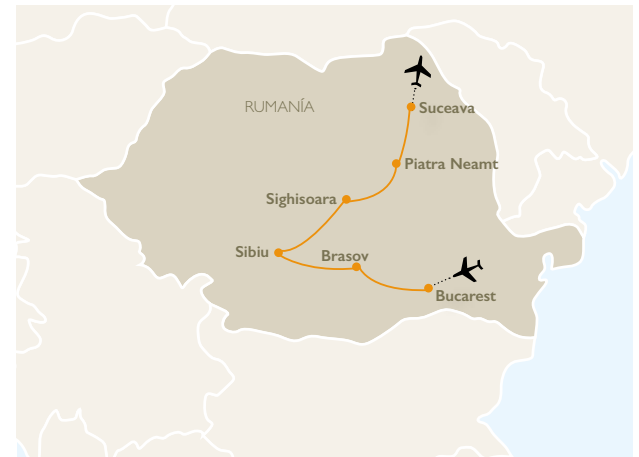 RUMANÍA
Suceava
Piatra Neamt
Sighisoara
Sibiu
Brasov
Bucarest